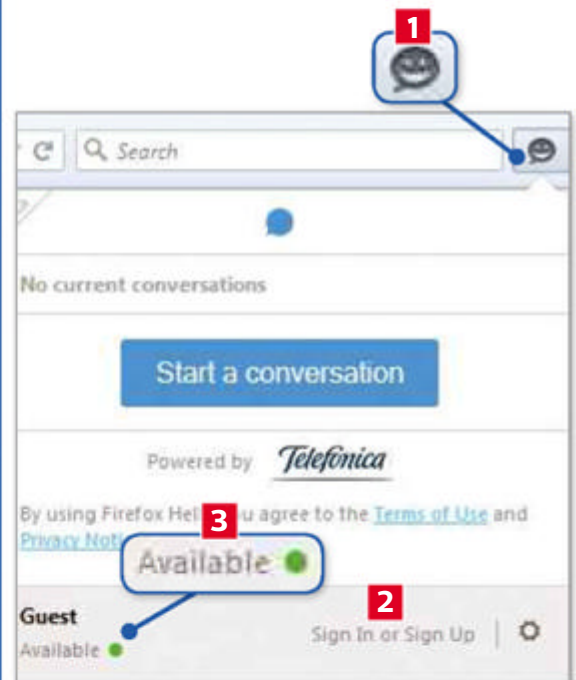 1
Search
No current conversations
Start a conversation
Powered by Telefónica
By using Firefox Hel u agree to the Terms of Use and
Privacy Noti
3
Available
2
Guest
Sign In or Sign Up
Available